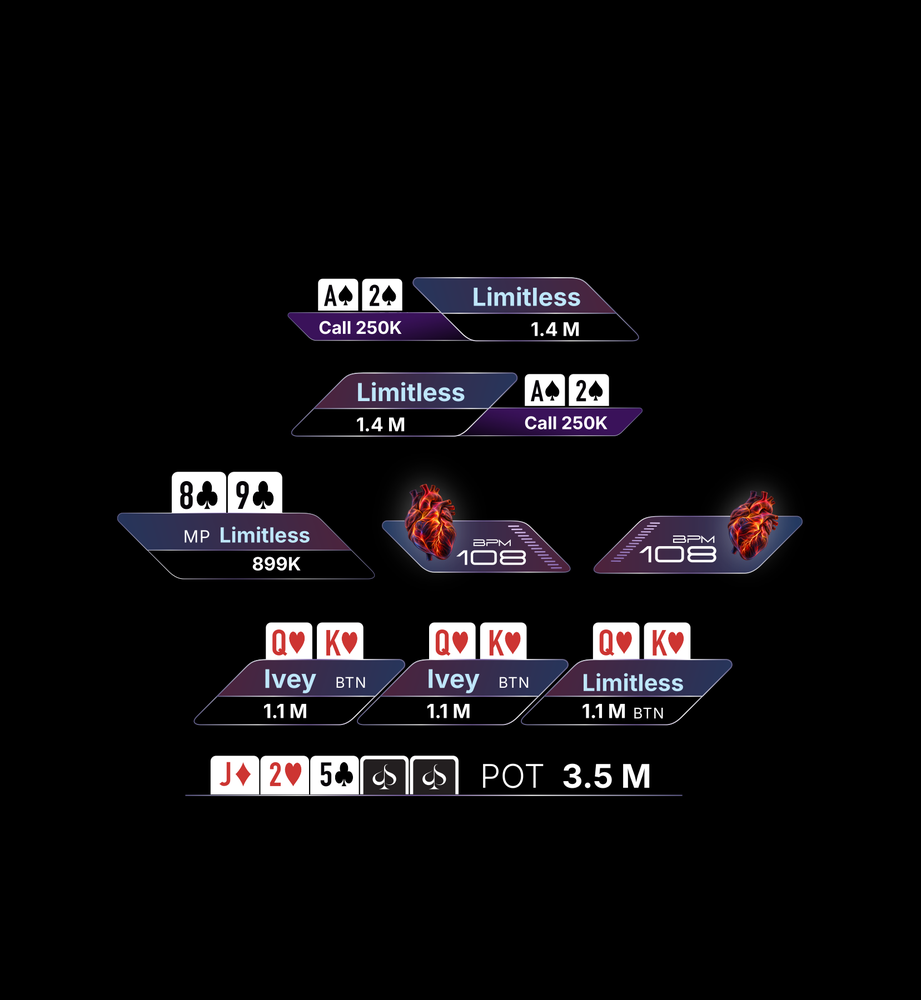 A♠ 2♠ Limitless
Call 250K 1.4 M
Limitless A♠ 2♠
1.4 M Call 250K
8♣ 9♣
MP Limitless
899K
BPM
108
BPM
108
Q♥ K♥ Q♥ K♥ Q♥ K♥
Ivey BTN Ivey BTN Limitless
1.1 M 1.1 M 1.1 M BTN
J♦ 2♥ 5♣ POT 3.5 M